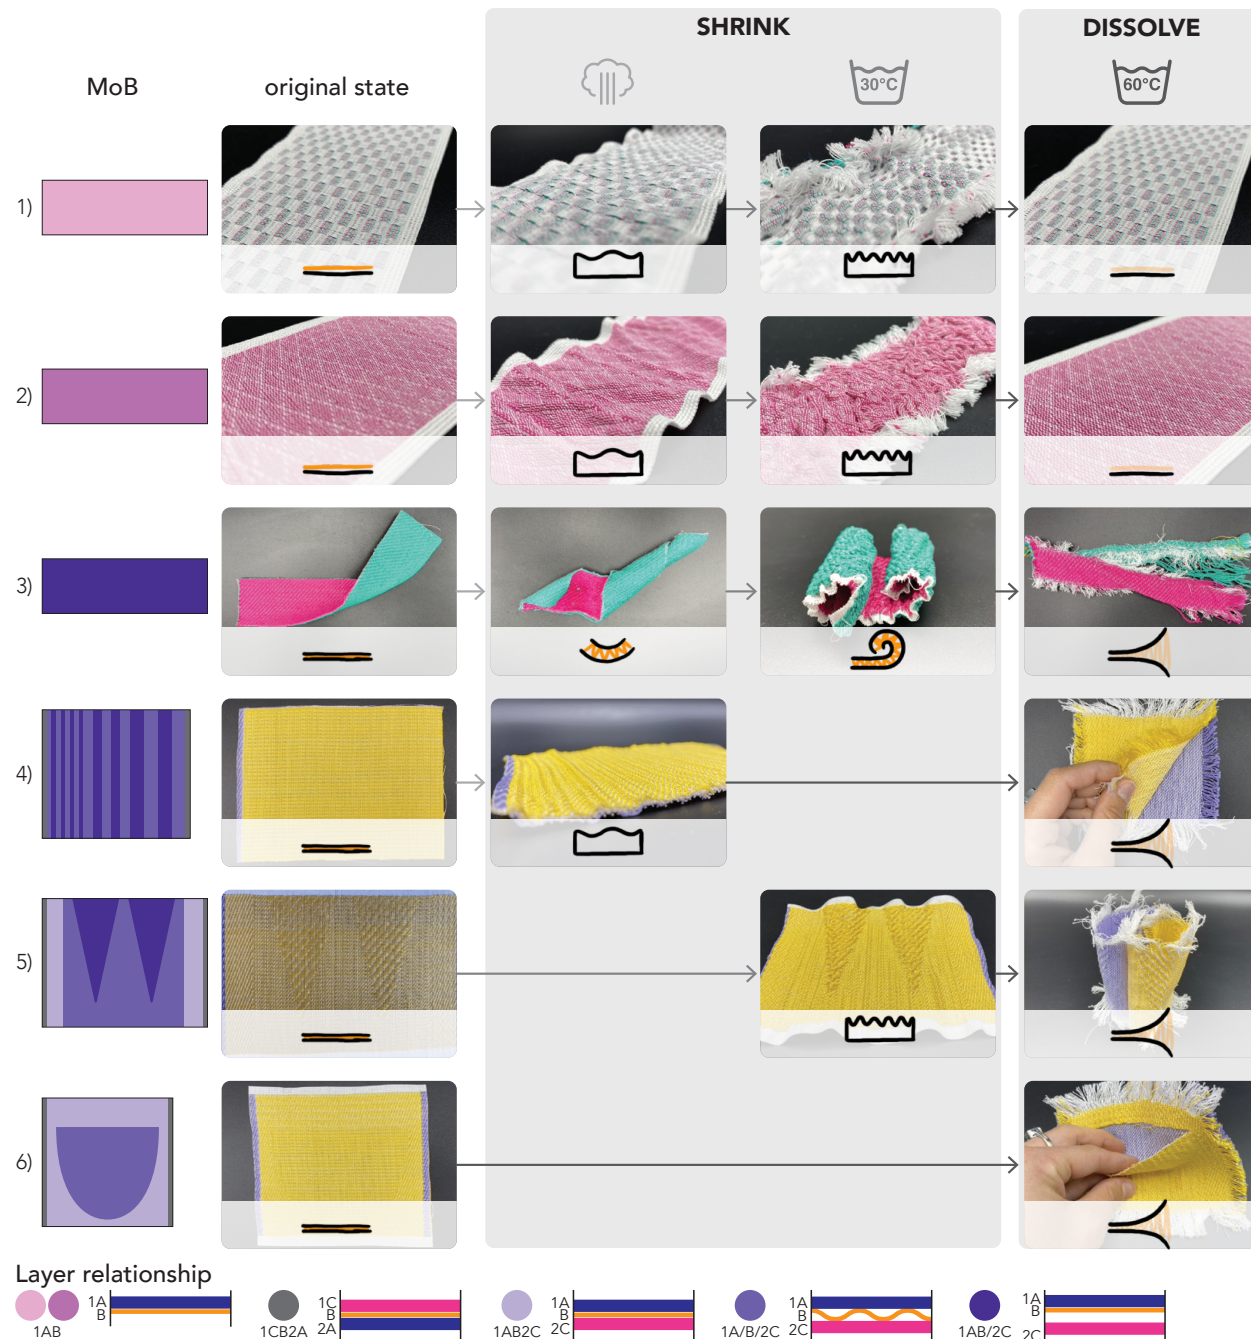 SHRINK
DISSOLVE
MoB
original state
30°C
60°C
1)
2)
3)
4)
5)
6)
Layer relationship
1A
B
1AB
1C
B
2A
1CB2A
1A
B
2C
1AB2C
1A
B
2C
1A/B/2C
1A
B
2C
1AB/2C